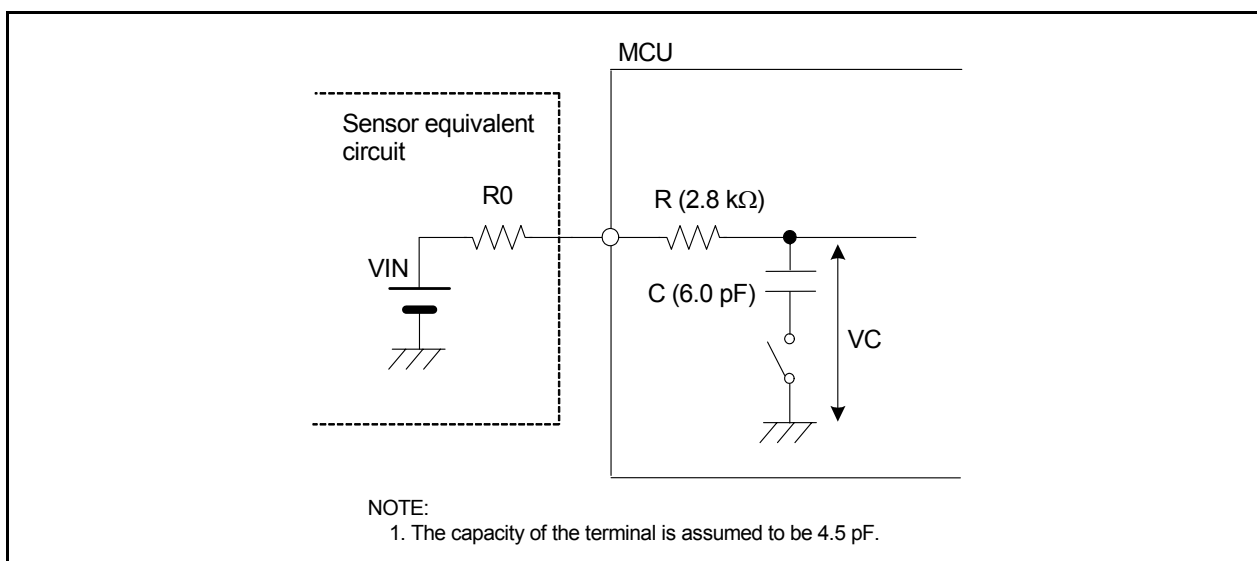 MCU
Sensor equivalent
circuit
R0
R (2.8 kΩ)
VIN
C (6.0 pF)
VC
NOTE:
1. The capacity of the terminal is assumed to be 4.5 pF.